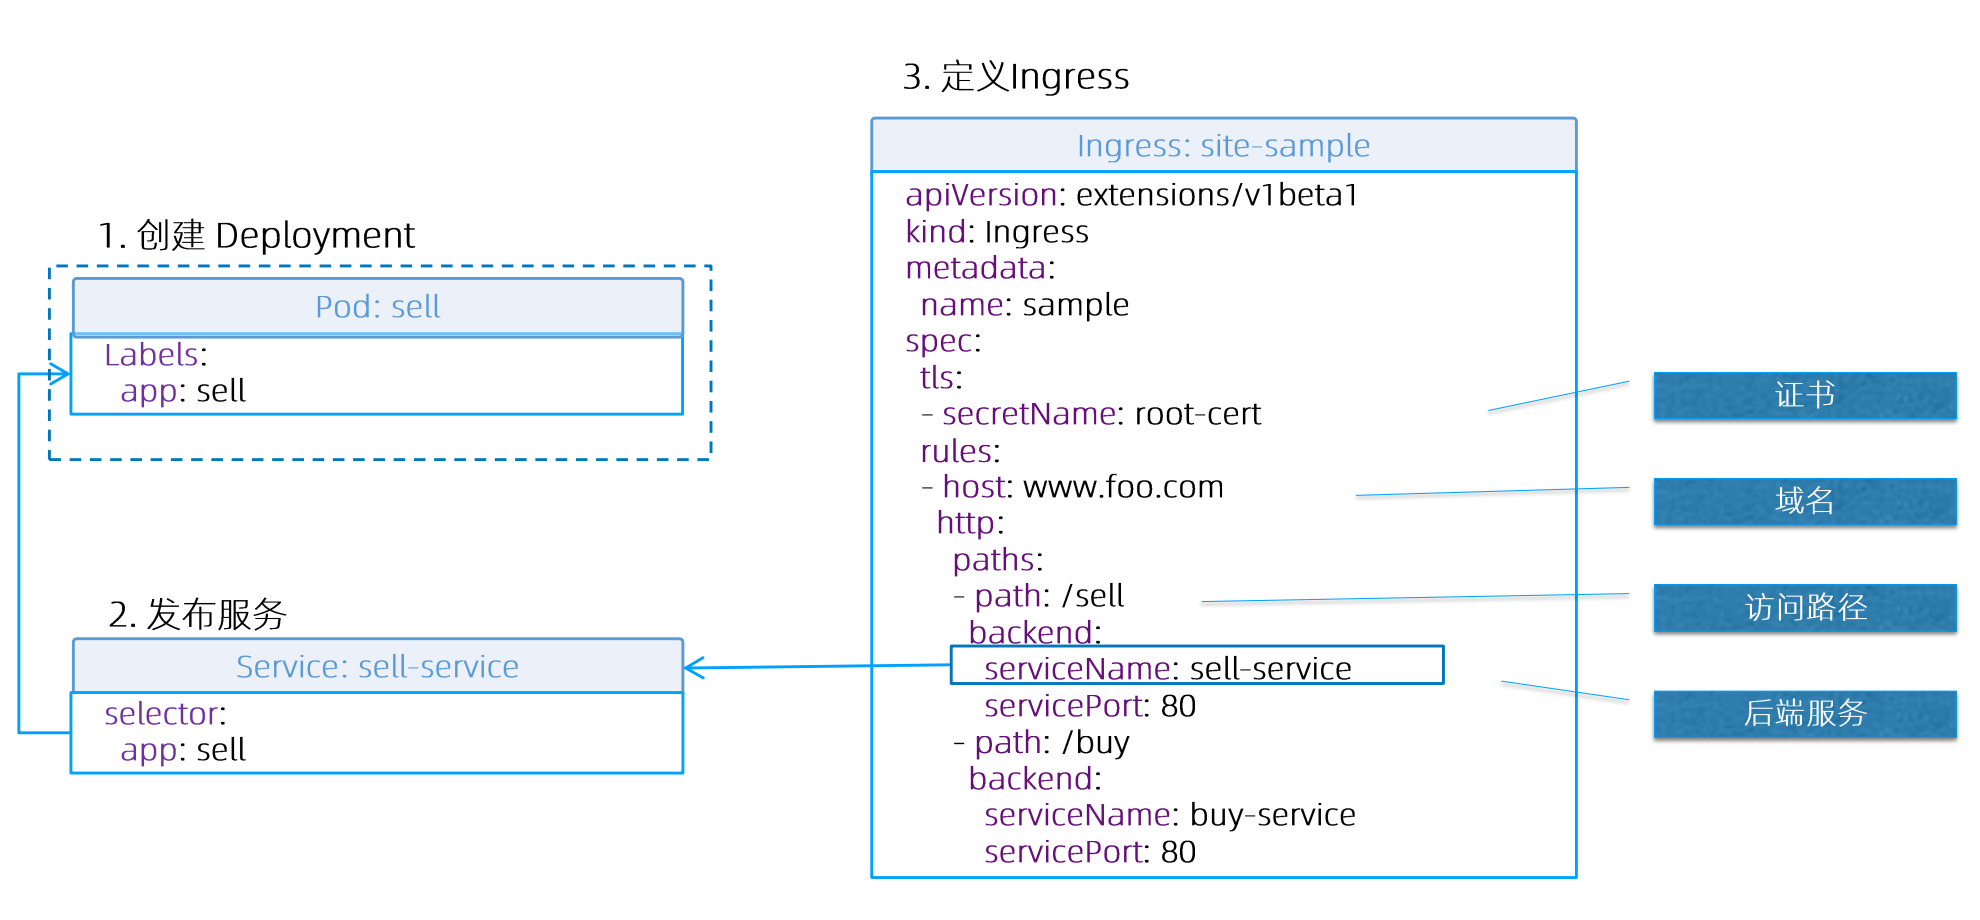 1. 创建 Deployment
Pod: sell
Labels:
app: sell
2. 发布服务
Service: sell-service
selector:
app: sell
3. 定义Ingress
Ingress: site-sample
apiVersion: extensions/v1beta1
kind: Ingress
metadata:
name: sample
spec:
tls:
- secretName: root-cert
rules:
- host: www.foo.com
http:
paths:
- path: /sell
backend:
serviceName: sell-service
servicePort: 80
- path: /buy
backend:
serviceName: buy-service
servicePort: 80
证书
域名
访问路径
后端服务